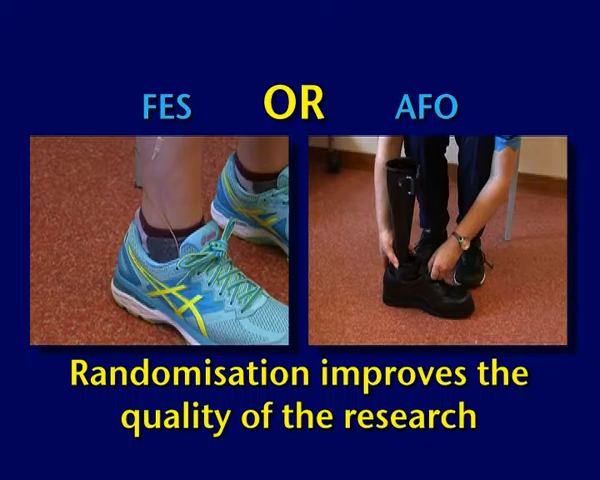 FES OR AFO
Randomisation improves the
quality of the research